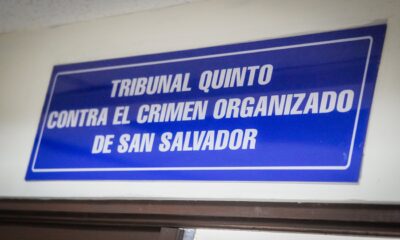 TRIBUNAL QUINTO
CONTRA EL CRIMEN ORGANIZADO
DE SAN SALVADOR